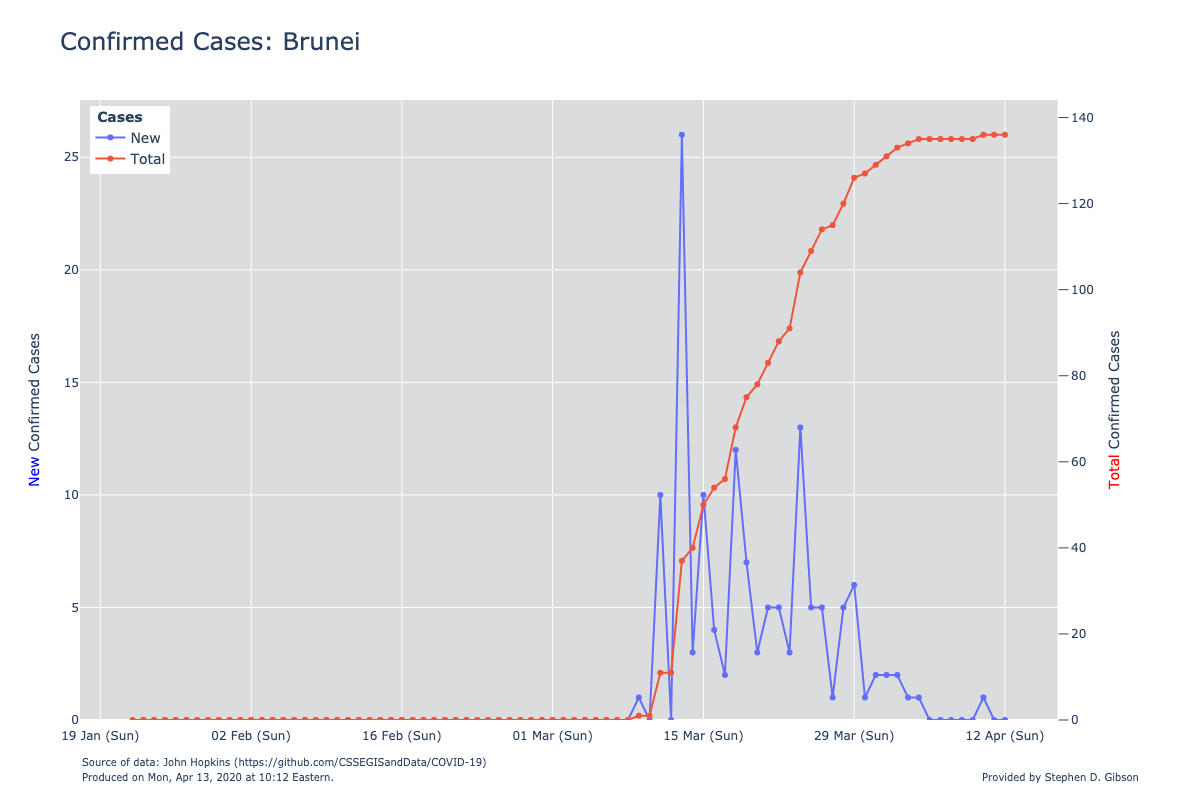 Confirmed Cases: Brunei
Cases
New
Total
25
20
15
10
5
0
140
120
100
80
60
40
20
0
New Confirmed Cases
Total Confirmed Cases
19 Jan (Sun)
02 Feb (Sun)
16 Feb (Sun)
01 Mar (Sun)
15 Mar (Sun)
29 Mar (Sun)
12 Apr (Sun)
Source of data: John Hopkins (https://github.com/CSSEGISandData/COVID-19)
Produced on Mon, Apr 13, 2020 at 10:12 Eastern.
Provided by Stephen D. Gibson